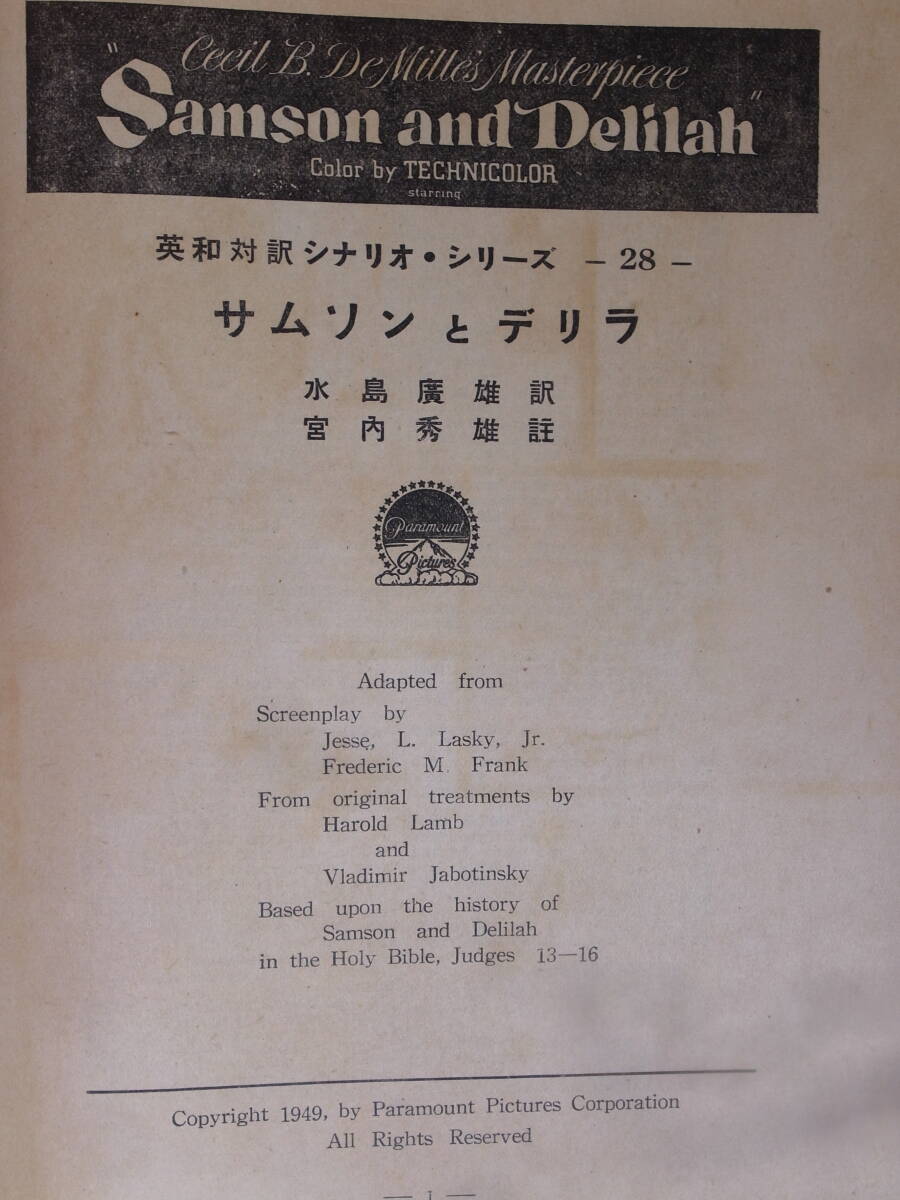 Cecil B. DeMille's Masterpiece
"Samson and Delilah"
Color by TECHNICOLOR
starring
英和対訳シナリオ・シリーズ — 28 —
サムソンとデリラ
水島廣雄訳
宮内秀雄註
Paramount
Pictures
Adapted from
Screenplay by
Jesse, L. Lasky, Jr.
Frederic M. Frank
From original treatments by
Harold Lamb
and
Vladimir Jabotinsky
Based upon the history of
Samson and Delilah
in the Holy Bible, Judges 13—16
Copyright 1949, by Paramount Pictures Corporation
All Rights Reserved
— 1 —